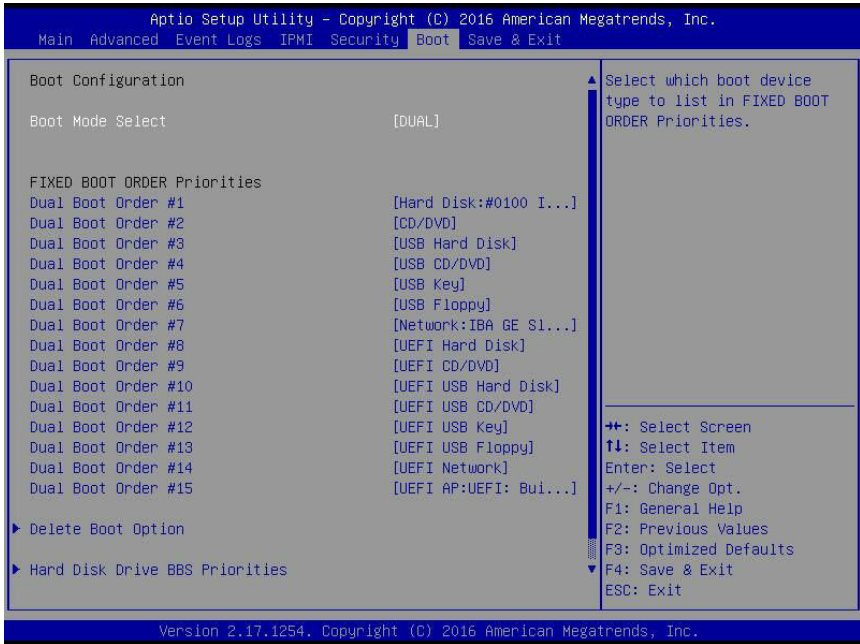 Aptio Setup Utility – Copyright (C) 2016 American Megatrends, Inc.
Main Advanced Event Logs IPMI Security Boot Save & Exit
Boot Configuration
Boot Mode Select [DUAL]
FIXED BOOT ORDER Priorities
Dual Boot Order #1 [Hard Disk:#0100 I...]
Dual Boot Order #2 [CD/DVD]
Dual Boot Order #3 [USB Hard Disk]
Dual Boot Order #4 [USB CD/DVD]
Dual Boot Order #5 [USB Key]
Dual Boot Order #6 [USB Floppy]
Dual Boot Order #7 [Network:IBA GE Sl...]
Dual Boot Order #8 [UEFI Hard Disk]
Dual Boot Order #9 [UEFI CD/DVD]
Dual Boot Order #10 [UEFI USB Hard Disk]
Dual Boot Order #11 [UEFI USB CD/DVD]
Dual Boot Order #12 [UEFI USB Key]
Dual Boot Order #13 [UEFI USB Floppy]
Dual Boot Order #14 [UEFI Network]
Dual Boot Order #15 [UEFI AP:UEFI: Bui...]
Delete Boot Option
Hard Disk Drive BBS Priorities
Select which boot device
type to list in FIXED BOOT
ORDER Priorities.
→←: Select Screen
↑↓: Select Item
Enter: Select
+/-: Change Opt.
F1: General Help
F2: Previous Values
F3: Optimized Defaults
F4: Save & Exit
ESC: Exit
Version 2.17.1254. Copyright (C) 2016 American Megatrends, Inc.